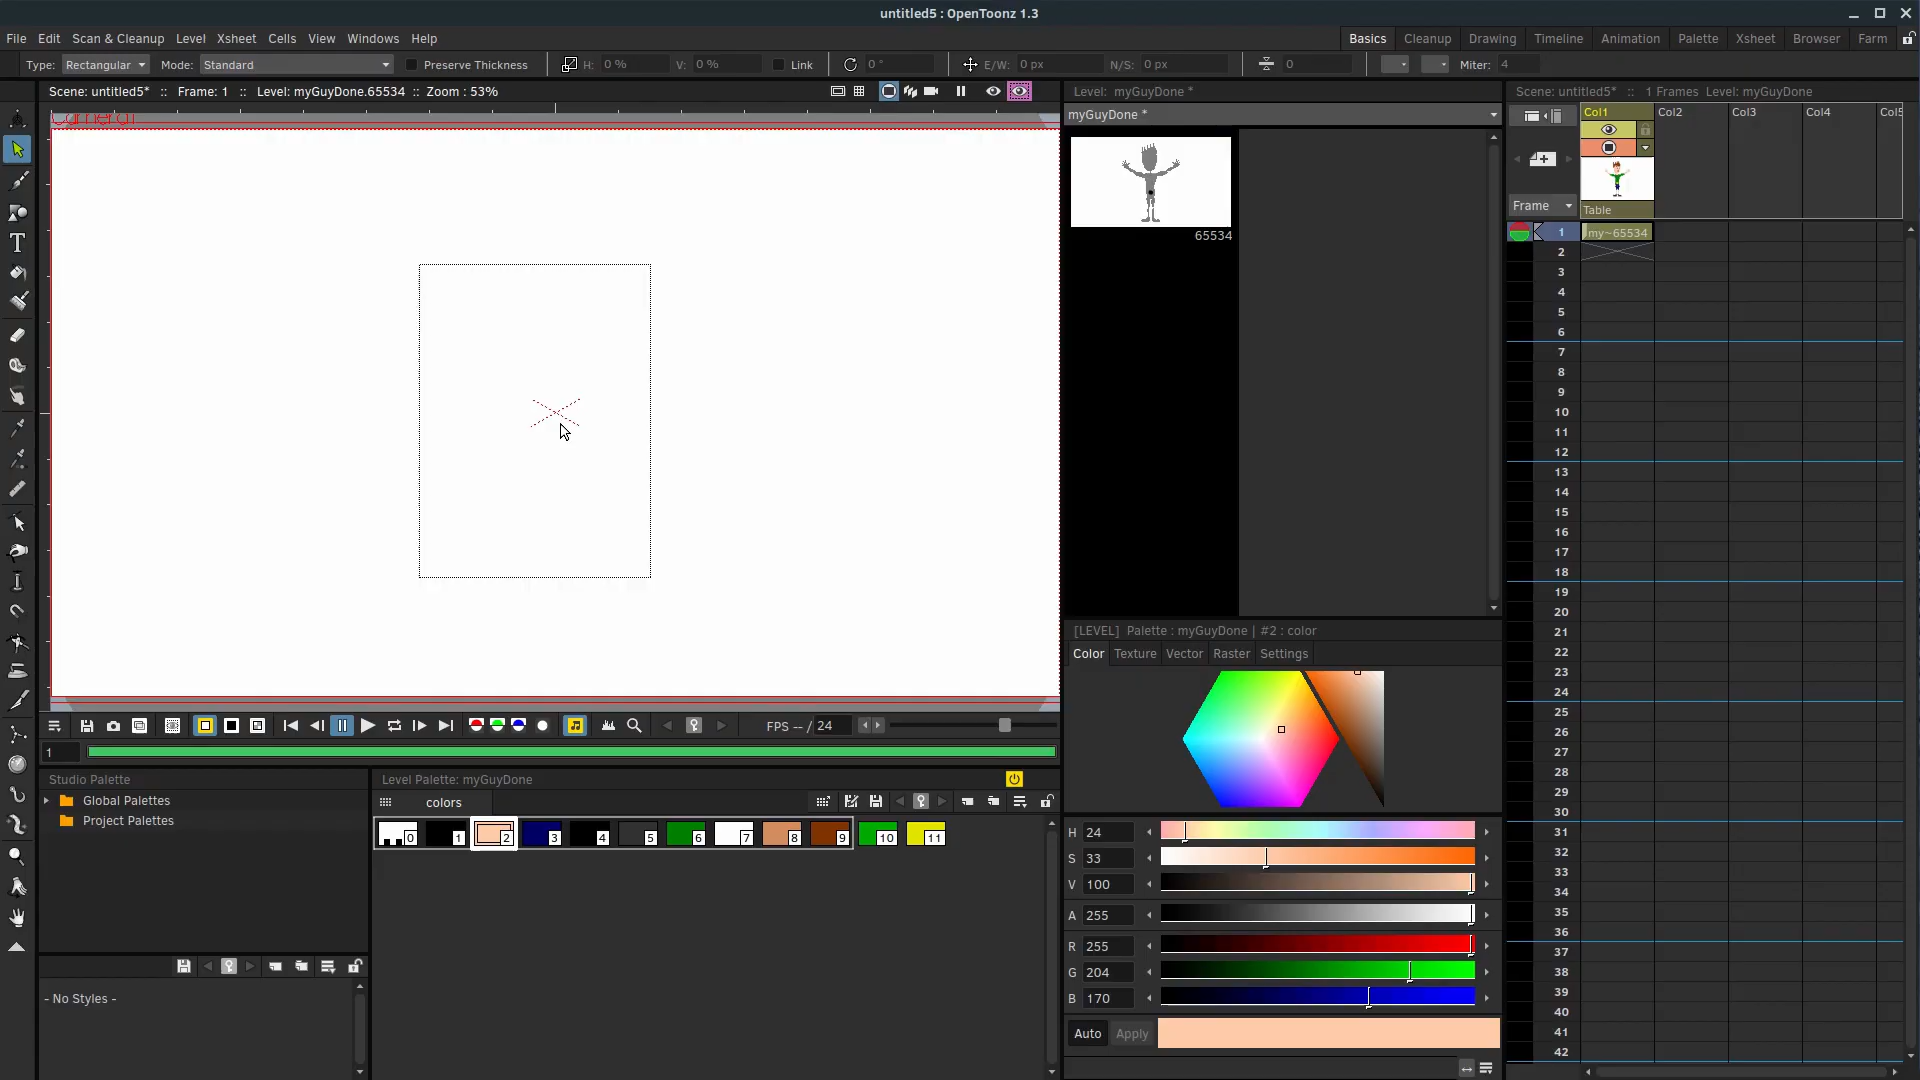 untitled5 : OpenToonz 1.3
File Edit Scan & Cleanup Level Xsheet Cells View Windows Help
Basics Cleanup Drawing Timeline Animation Palette Xsheet Browser Farm
Type: Rectangular Mode: Standard Preserve Thickness H: 0 % V: 0 % Link 0 ° E/W: 0 px N/S: 0 px 0 Miter: 4
Scene: untitled5* :: Frame: 1 :: Level: myGuyDone.65534 :: Zoom : 53%
Level: myGuyDone *
Scene: untitled5* :: 1 Frames Level: myGuyDone
myGuyDone *
65534
Col1 Col2 Col3 Col4 Col5
Table
Frame
my~65534
1
2
3
4
5
6
7
8
9
10
11
12
13
14
15
16
17
18
19
20
21
22
23
24
25
26
27
28
29
30
31
32
33
34
35
36
37
38
39
40
41
42
[LEVEL] Palette : myGuyDone | #2 : color
Color Texture Vector Raster Settings
FPS -- / 24
1
Studio Palette
Global Palettes
Project Palettes
- No Styles -
Level Palette: myGuyDone
colors
0 1 2 3 4 5 6 7 8 9 10 11
H 24
S 33
V 100
A 255
R 255
G 204
B 170
Auto Apply